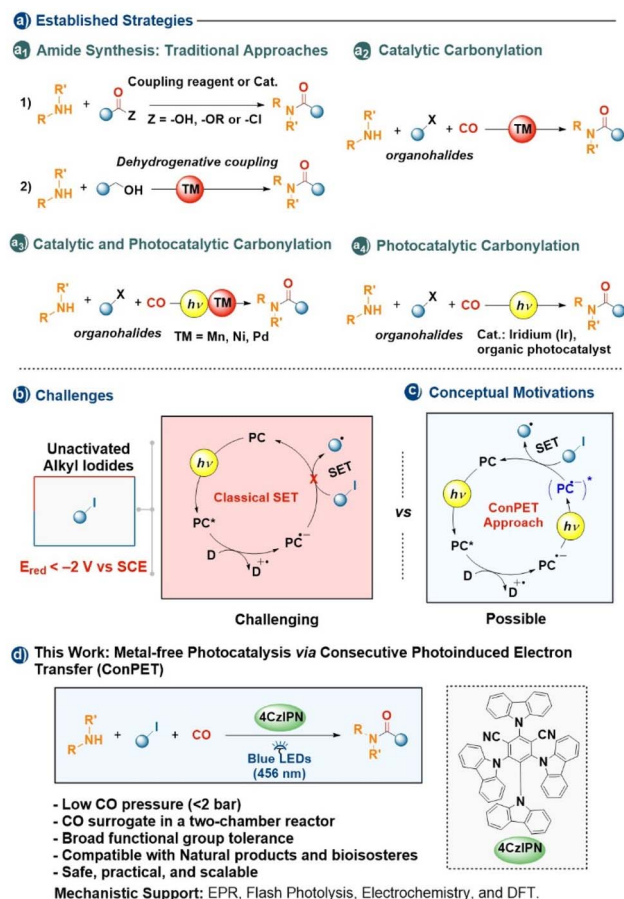 a) Established Strategies
a1 Amide Synthesis: Traditional Approaches
1) R NH R' + O Z Coupling reagent or Cat. Z = -OH, -OR or -Cl R N R' O
2) R NH R' + OH Dehydrogenative coupling TM R N R' O
a2 Catalytic Carbonylation
R NH R' + X + CO TM R N R' O
organohalides
a3 Catalytic and Photocatalytic Carbonylation
R NH R' + X + CO hν TM R N R' O
organohalides TM = Mn, Ni, Pd
a4 Photocatalytic Carbonylation
R NH R' + X + CO hν R N R' O
organohalides Cat.: Iridium (Ir),
organic photocatalyst
b) Challenges
Unactivated
Alkyl Iodides
I
Ered < −2 V vs SCE
PC
hν
Classical SET
X
SET
I
PC*
PC•−
D
D+•
Challenging
vs
c) Conceptual Motivations
SET
I
PC
(PC•−)*
hν
ConPET
Approach
hν
PC*
PC•−
D
D+•
Possible
d) This Work: Metal-free Photocatalysis via Consecutive Photoinduced Electron
Transfer (ConPET)
R NH R' + I + CO 4CzIPN R N R' O
Blue LEDs
(456 nm)
- Low CO pressure (<2 bar)
- CO surrogate in a two-chamber reactor
- Broad functional group tolerance
- Compatible with Natural products and bioisosteres
- Safe, practical, and scalable
N
NC CN
N N
N
4CzIPN
Mechanistic Support: EPR, Flash Photolysis, Electrochemistry, and DFT.